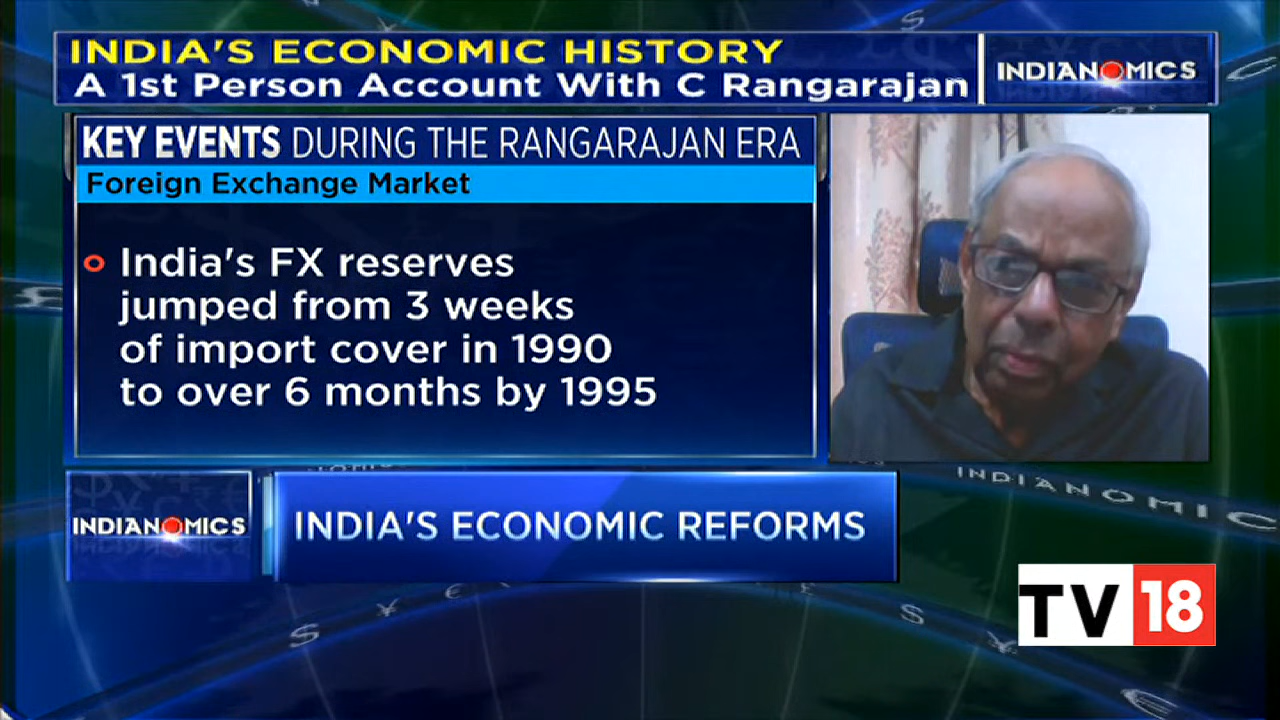 INDIA'S ECONOMIC HISTORY
A 1st Person Account With C Rangarajan
INDIANOMICS
KEY EVENTS DURING THE RANGARAJAN ERA
Foreign Exchange Market
India's FX reserves
jumped from 3 weeks
of import cover in 1990
to over 6 months by 1995
INDIANOMICS
INDIA'S ECONOMIC REFORMS
INDIANOMIC
TV18